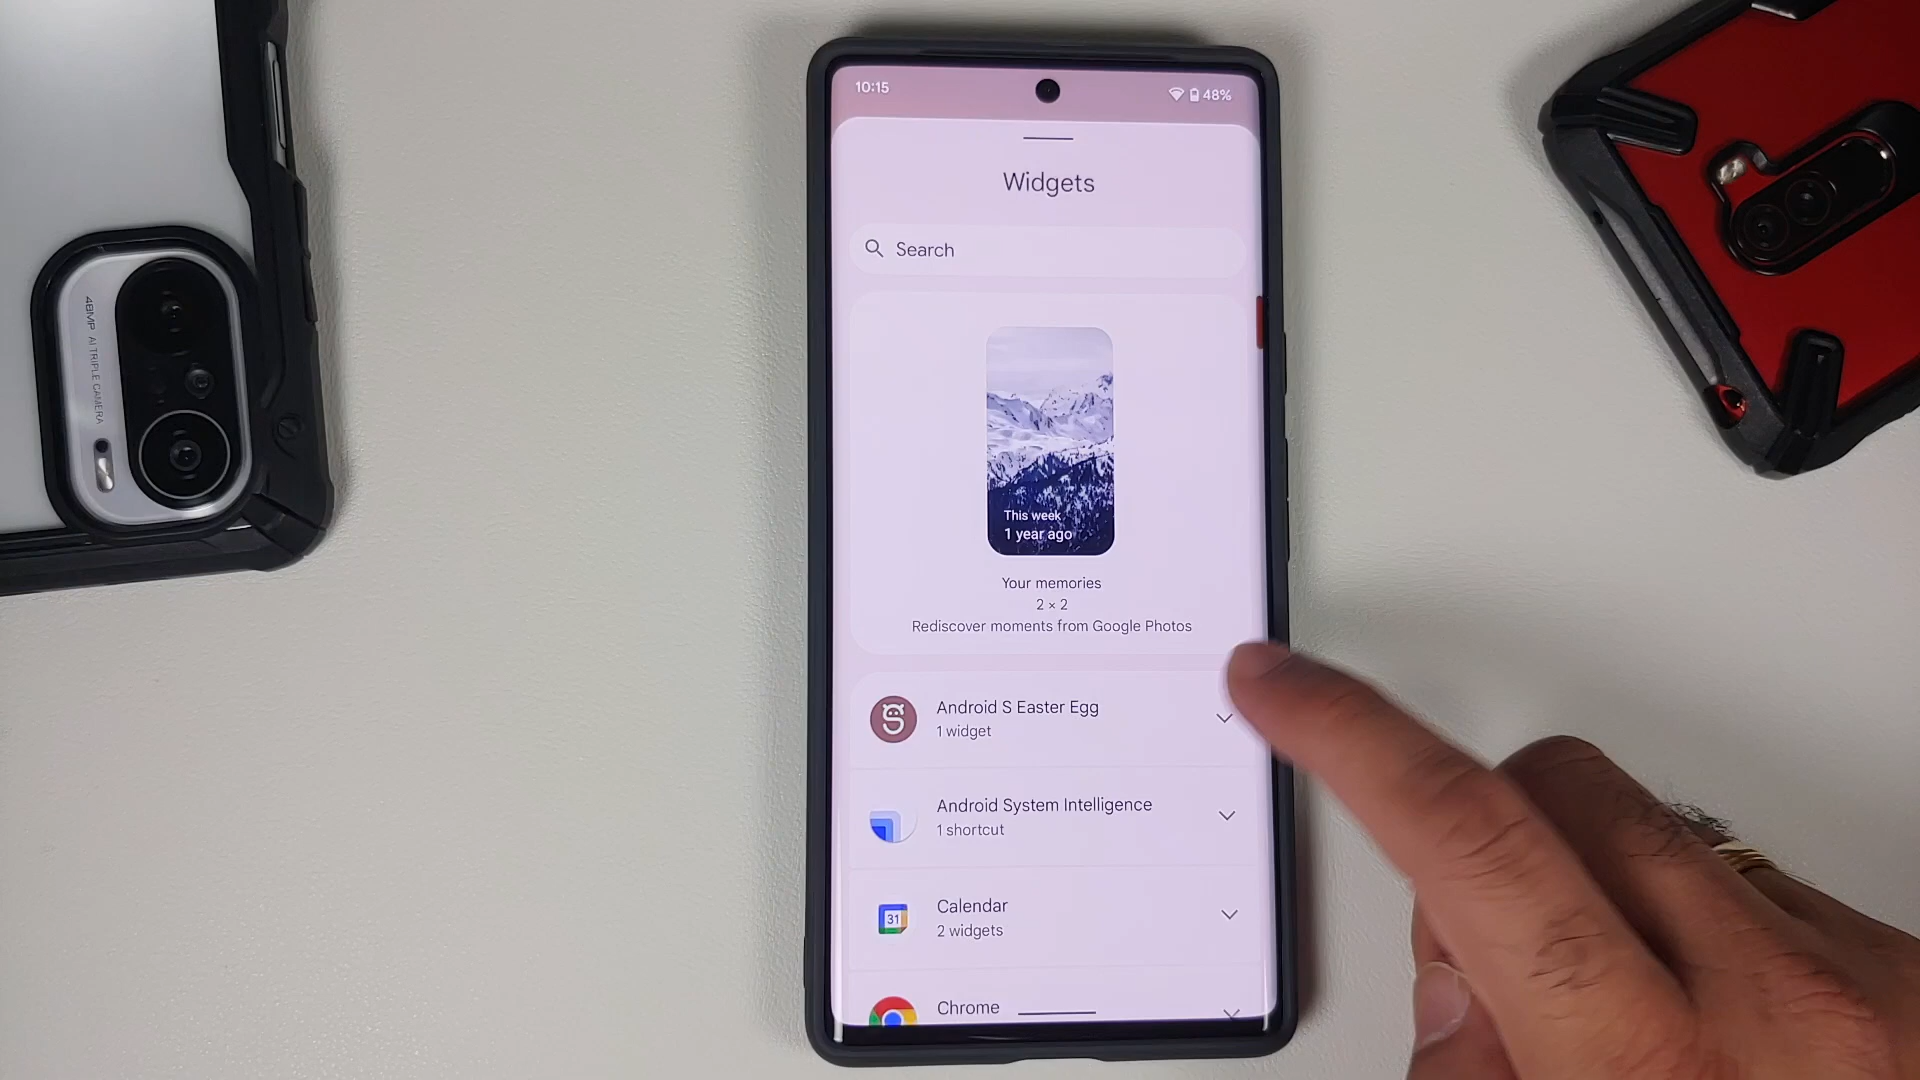 10:15
48%
Widgets
Search
This week
1 year ago
Your memories
2 × 2
Rediscover moments from Google Photos
Android S Easter Egg
1 widget
Android System Intelligence
1 shortcut
31
Calendar
2 widgets
Chrome
48MP AI TRIPLE CAMERA